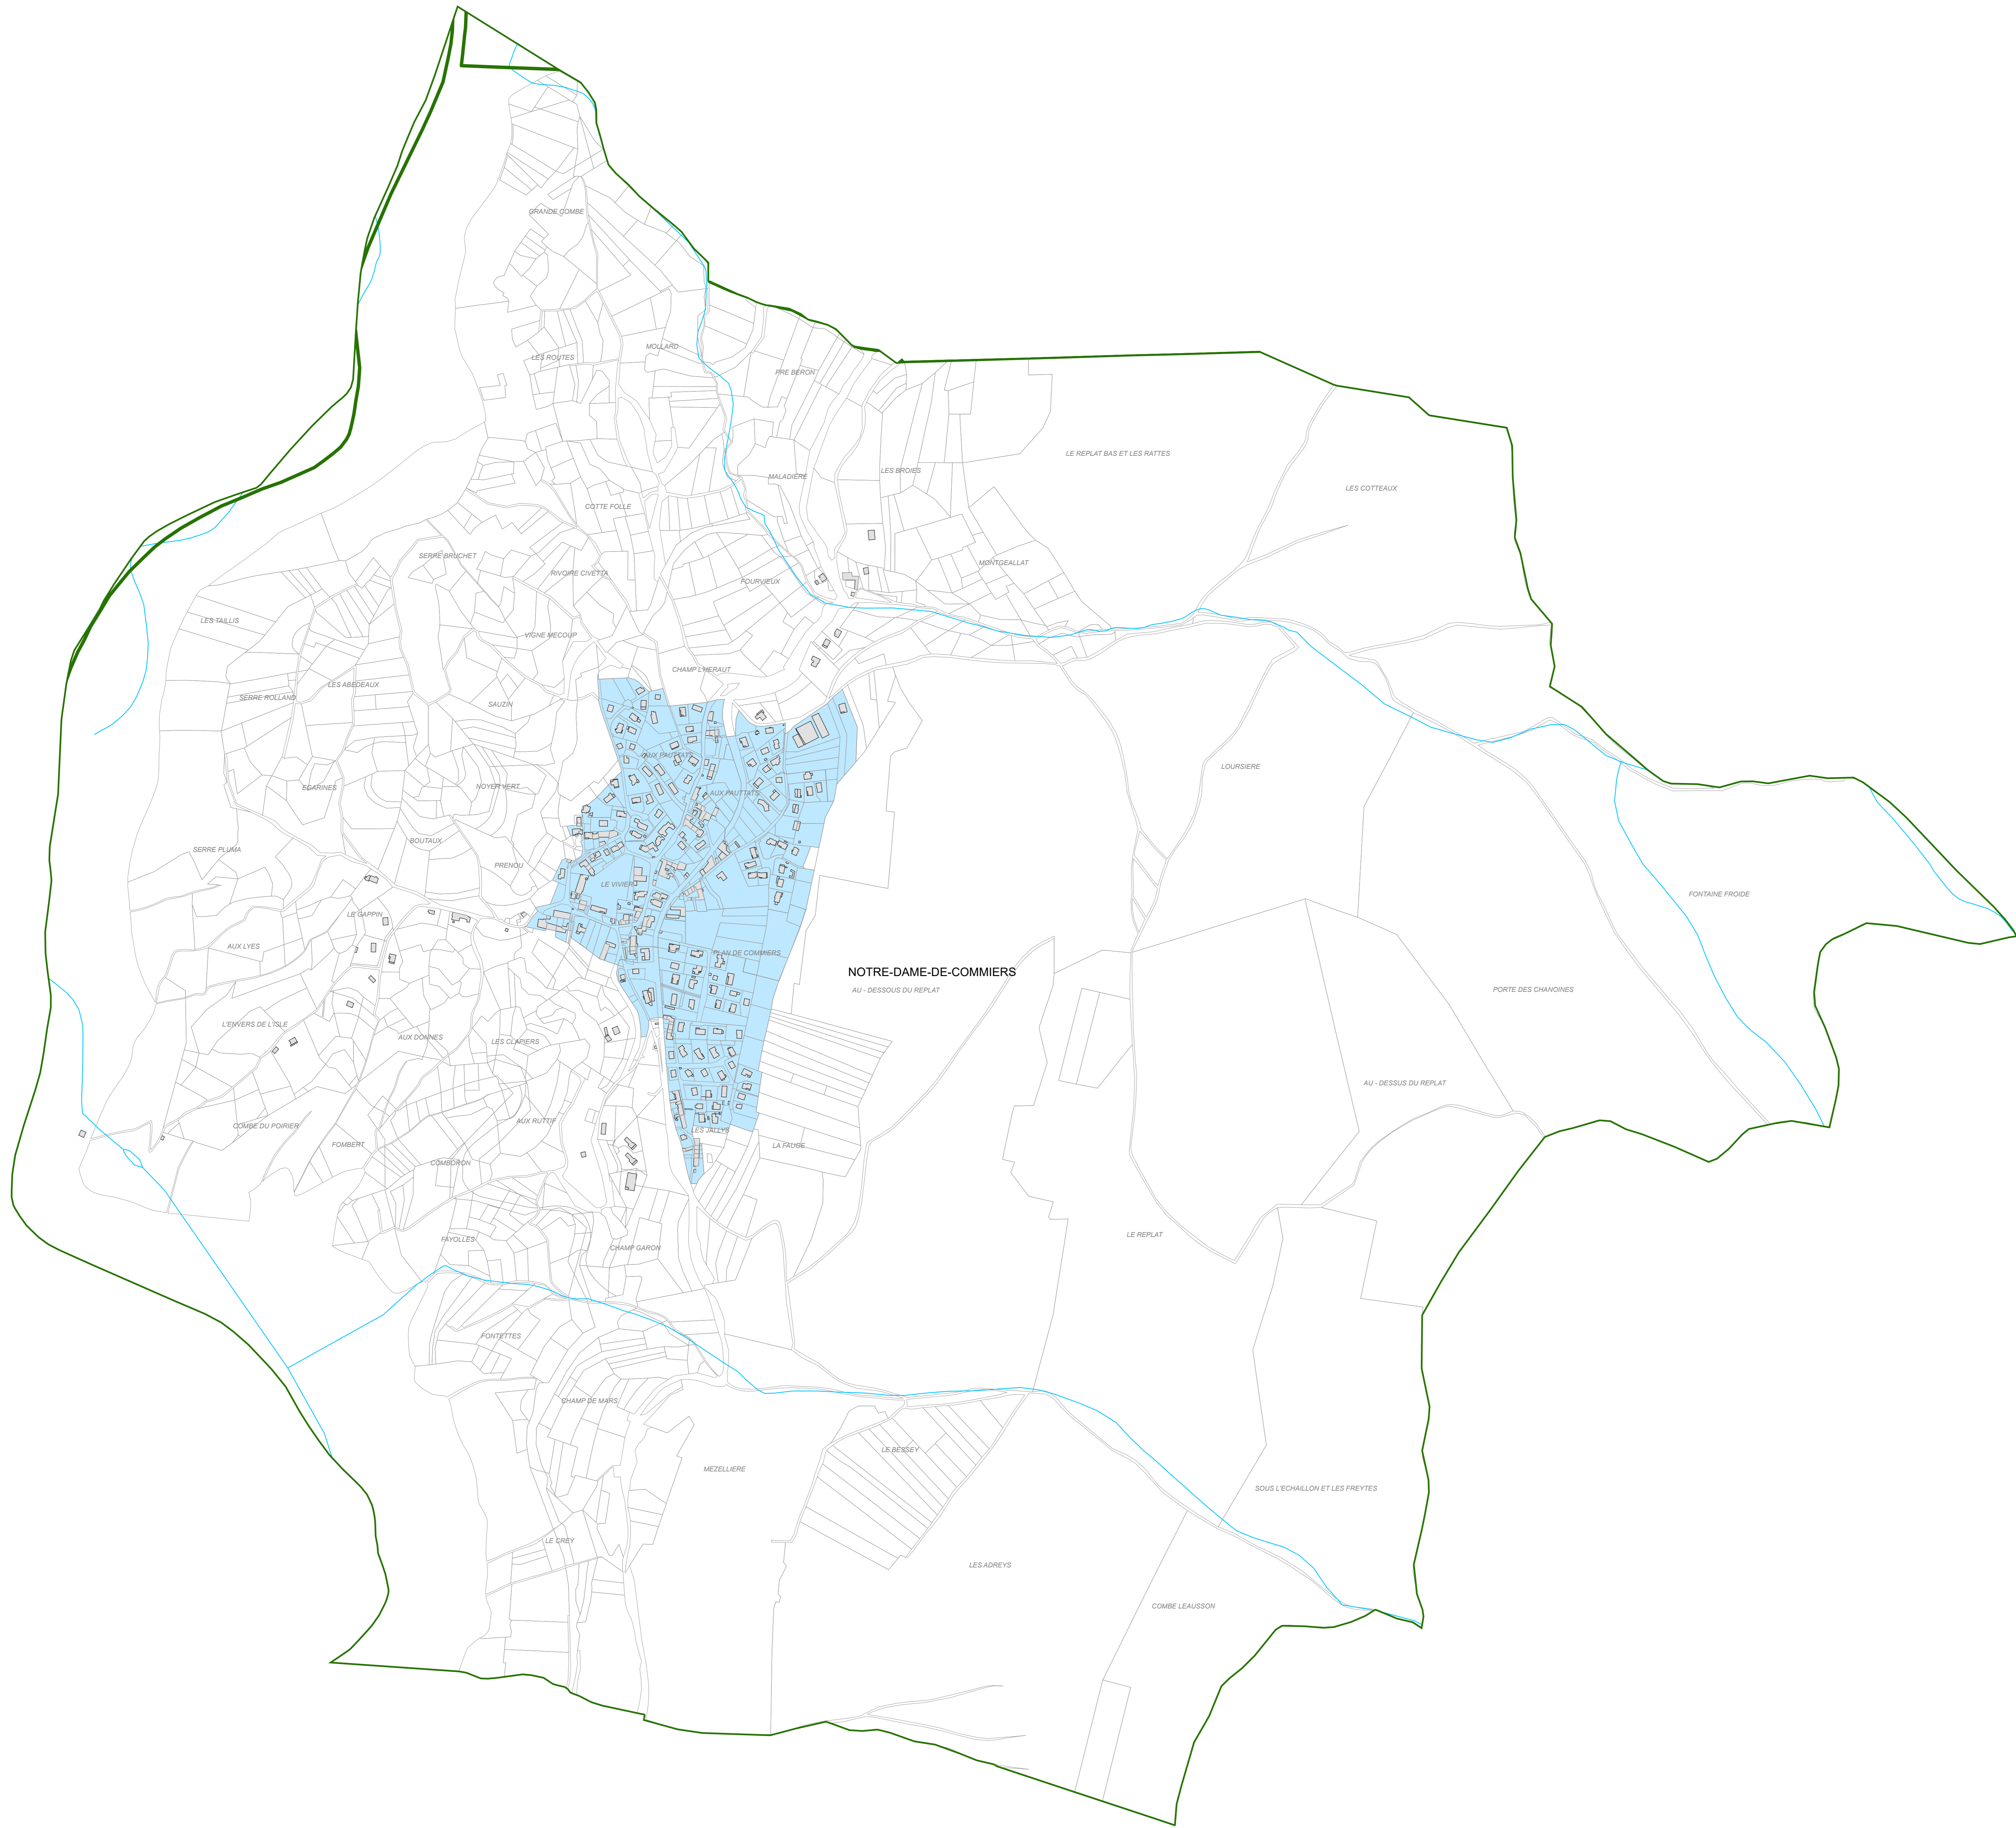 GRANDE COMBE
MOLLARD
LES ROUTES
PRE BERON
LE REPLAT BAS ET LES RATTES
LES BROIES
MALADIERE
LES COTTEAUX
COTTE FOLLE
SERRE BRUCHET
MONTGEALLAT
RIVOIRE CIVETTA
FOURVIEUX
LES TAILLIS
VIGNE MECOUP
CHAMP L'HERAUT
LES ABEDEAUX
SERRE ROLLAND
SAUZIN
AUX PAUTTATS
LOURSIERE
EGARINES
NOYER VERT
AUX PAUTTATS
BOUTAUX
SERRE PLUMA
PRENOU
LE VIVIER
FONTAINE FROIDE
LE GAPPIN
AUX LYES
PLAN DE COMMIERS
NOTRE-DAME-DE-COMMIERS
AU - DESSOUS DU REPLAT
PORTE DES CHANOINES
L'ENVERS DE L'ISLE
AUX DONNES
LES CLAPIERS
AU - DESSUS DU REPLAT
AUX RUTTIF
COMBE DU POIRIER
LES JALLYS
FOMBERT
LA FAUGE
COMBORON
LE REPLAT
FAYOLLES
CHAMP GARON
FONTETTES
CHAMP DE MARS
LE BESSEY
MEZELLIERE
SOUS L'ECHAILLON ET LES FREYTES
LE CREY
LES ADREYS
COMBE LEAUSSON